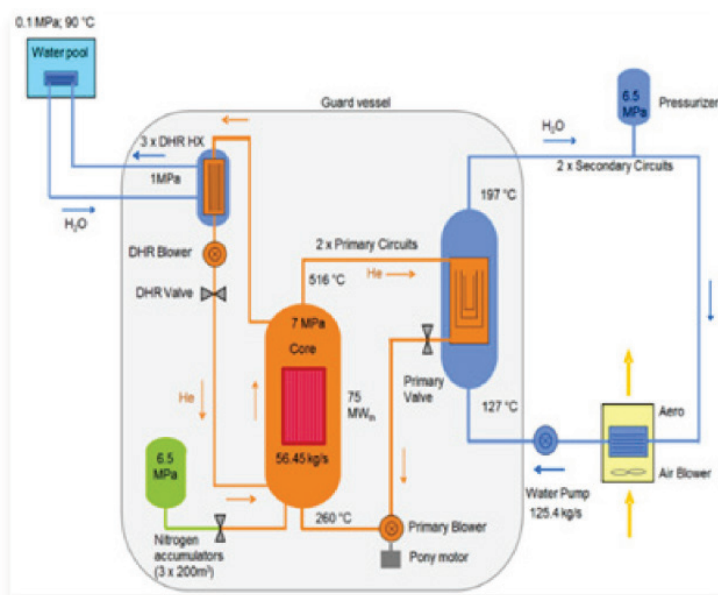 0.1 MPa; 90 °C
Water pool
Guard vessel
6.5
MPa
Pressurizer
H₂O
2 x Secondary Circuits
3 x DHR HX
1MPa
H₂O
197 °C
DHR Blower
2 x Primary Circuits
He
516 °C
DHR Valve
7 MPa
Core
Primary
Valve
He
75
MWth
127 °C
Aero
6.5
MPa
56.45 kg/s
Air Blower
Water Pump
125.4 kg/s
260 °C
Primary Blower
Nitrogen
accumulators
(3 x 200m³)
Pony motor